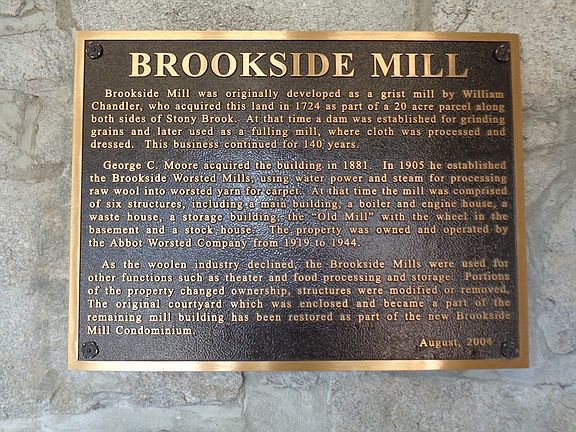 BROOKSIDE MILL
Brookside Mill was originally developed as a grist mill by William
Chandler, who acquired this land in 1724 as part of a 20 acre parcel along
both sides of Stony Brook. At that time a dam was established for grinding
grains and later used as a fulling mill, where cloth was processed and
dressed. This business continued for 140 years.
George C. Moore acquired the building in 1881. In 1905 he established
the Brookside Worsted Mills, using water power and steam for processing
raw wool into worsted yarn for carpet. At that time the mill was comprised
of six structures, including a main building, a boiler and engine house, a
waste house, a storage building, the "Old Mill" with the wheel in the
basement and a stock house. The property was owned and operated by
the Abbot Worsted Company from 1919 to 1944.
As the woolen industry declined, the Brookside Mills were used for
other functions such as theater and food processing and storage. Portions
of the property changed ownership, structures were modified or removed.
The original courtyard which was enclosed and became a part of the
remaining mill building has been restored as part of the new Brookside
Mill Condominium.
August, 2004